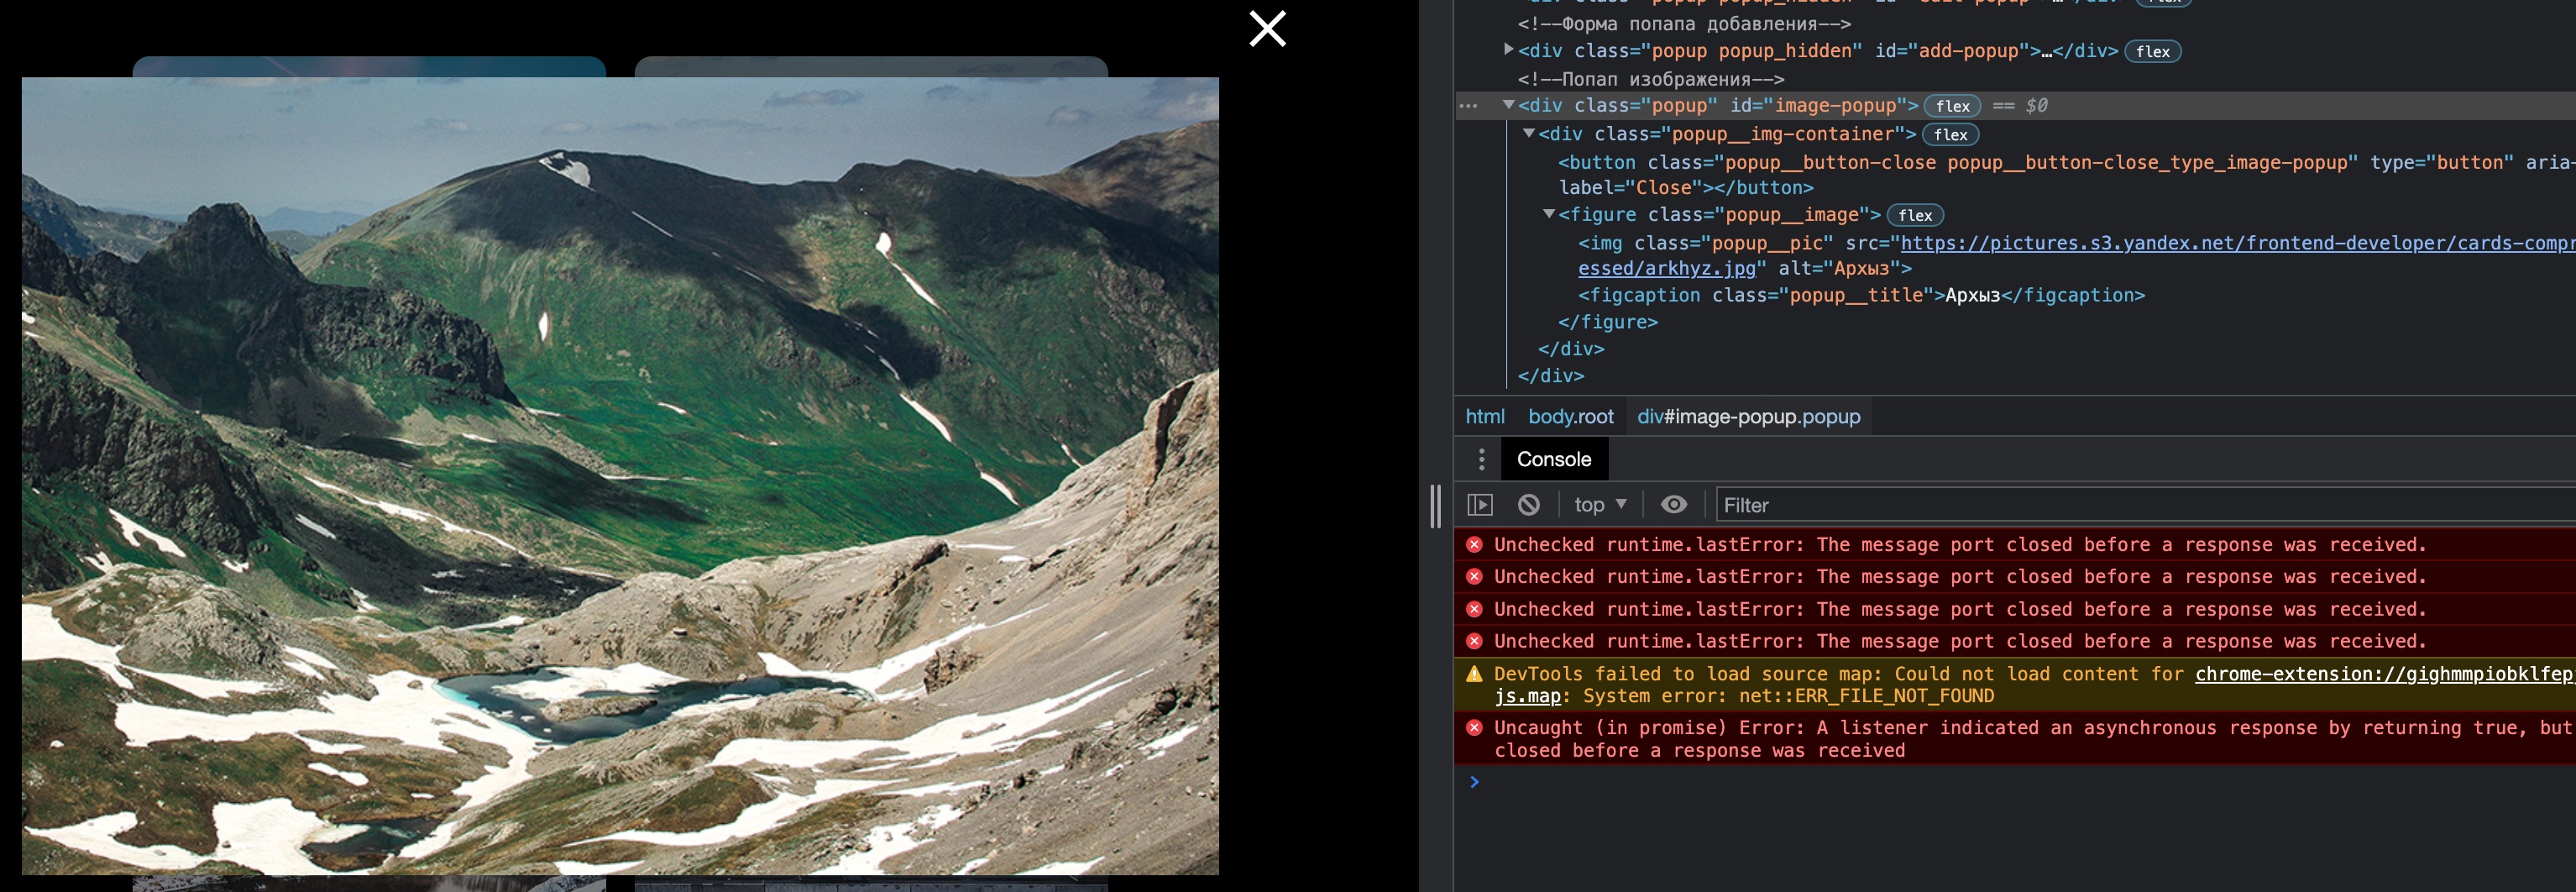 <!--Форма попапа добавления-->
<div class="popup popup_hidden" id="add-popup">…</div> flex
<!--Попап изображения-->
<div class="popup" id="image-popup"> flex == $0
<div class="popup__img-container"> flex
<button class="popup__button-close popup__button-close_type_image-popup" type="button" aria-
label="Close"></button>
<figure class="popup__image"> flex
<img class="popup__pic" src="https://pictures.s3.yandex.net/frontend-developer/cards-compr
essed/arkhyz.jpg" alt="Архыз">
<figcaption class="popup__title">Архыз</figcaption>
</figure>
</div>
</div>
html body.root div#image-popup.popup
Console
top Filter
Unchecked runtime.lastError: The message port closed before a response was received.
Unchecked runtime.lastError: The message port closed before a response was received.
Unchecked runtime.lastError: The message port closed before a response was received.
Unchecked runtime.lastError: The message port closed before a response was received.
DevTools failed to load source map: Could not load content for chrome-extension://gighmmpiobklfep
js.map: System error: net::ERR_FILE_NOT_FOUND
Uncaught (in promise) Error: A listener indicated an asynchronous response by returning true, but
closed before a response was received